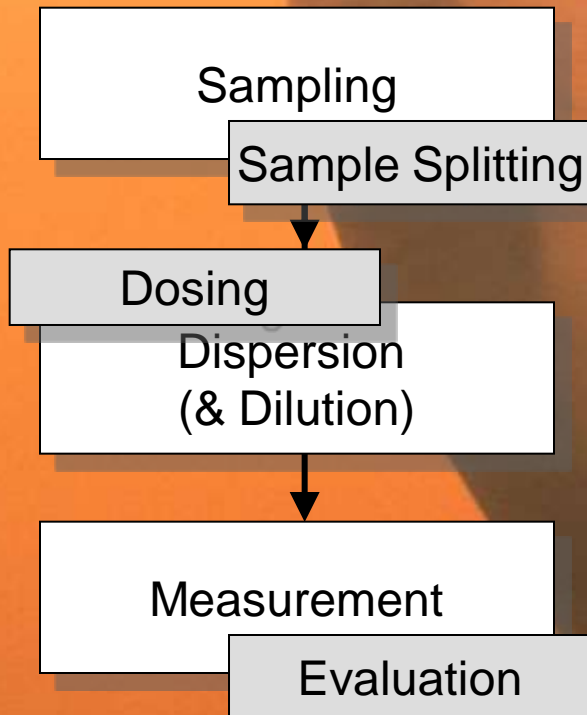 Sampling
Sample Splitting
Dosing
Dispersion
(& Dilution)
Measurement
Evaluation